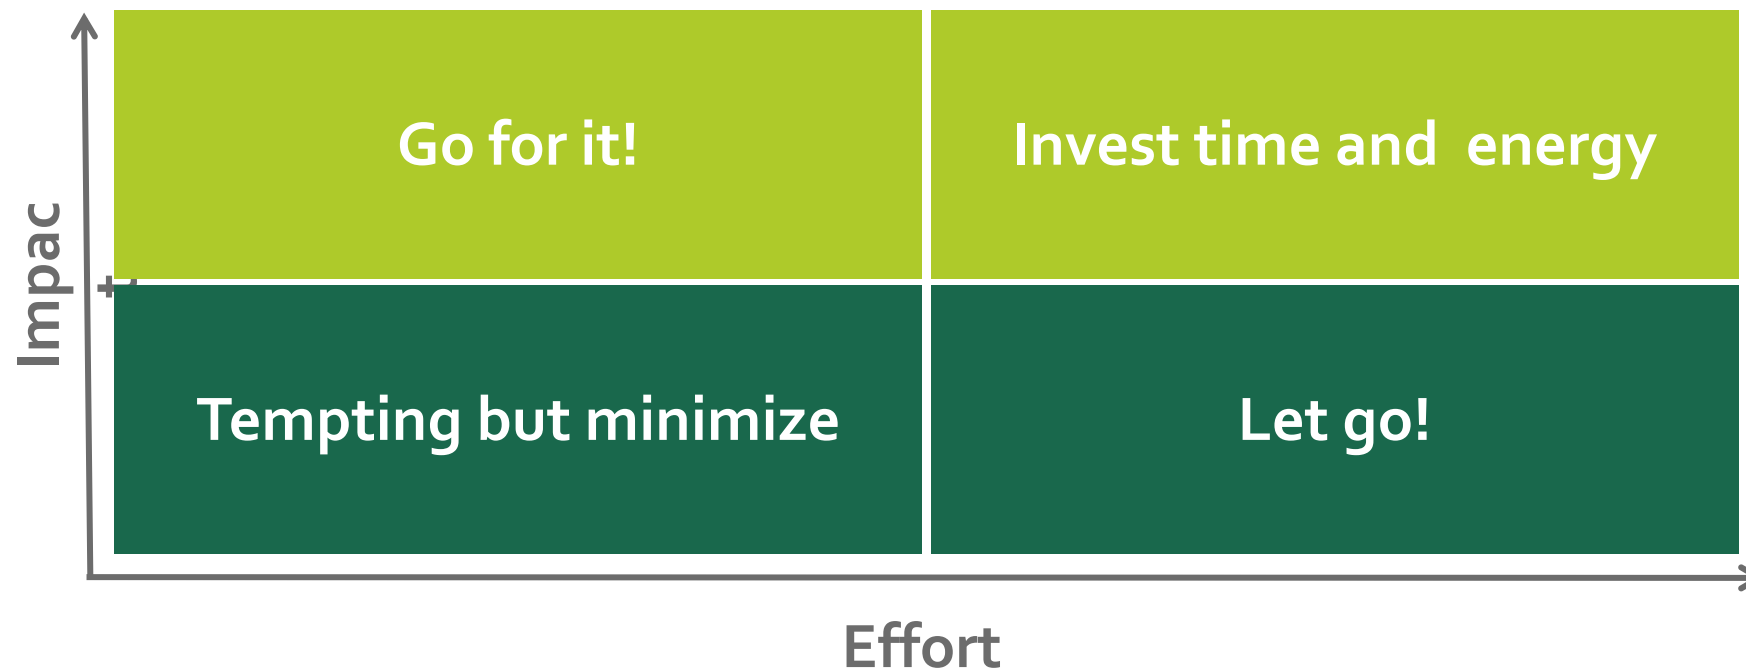 Go for it!
Invest time and  energy
Impac
Tempting but minimize
Let go!
Effort